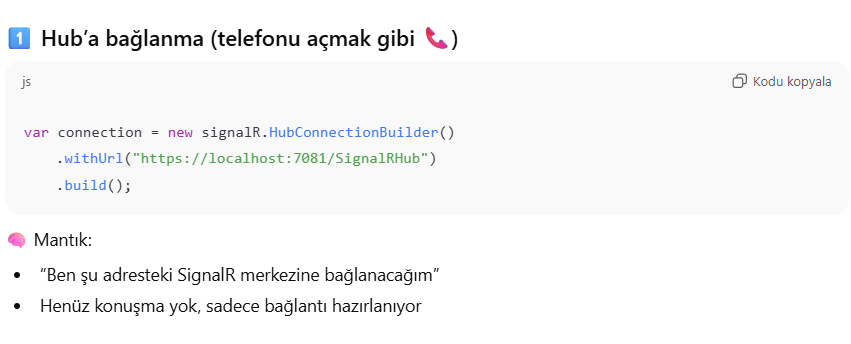 1️⃣ Hub’a bağlanma (telefonu açmak gibi 📞)
js
Kodu kopyala
var connection = new signalR.HubConnectionBuilder()
    .withUrl("https://localhost:7081/SignalRHub")
    .build();
🧠 Mantık:
• “Ben şu adresteki SignalR merkezine bağlanacağım”
• Henüz konuşma yok, sadece bağlantı hazırlanıyor